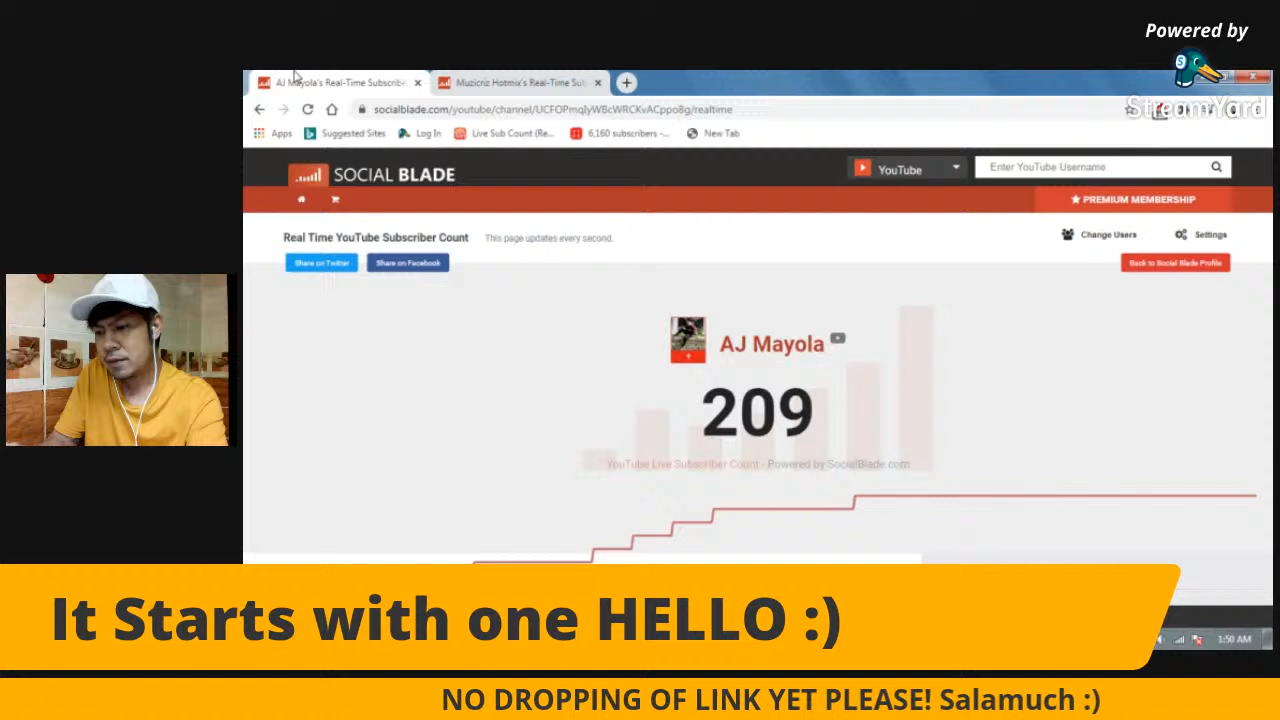 Powered by
StreamYard
AJ Mayola's Real-Time Subscribe
Muzicriz Hotmix's Real-Time Sub
socialblade.com/youtube/channel/
/realtime
Apps
Suggested Sites
Log In
Live Sub Count (Re...
6,160 subscribers -...
New Tab
SOCIAL BLADE
YouTube
Enter YouTube Username
PREMIUM MEMBERSHIP
Real Time YouTube Subscriber Count
This page updates every second.
Change Users
Settings
Share on Twitter
Share on Facebook
Back to Social Blade Profile
AJ Mayola
209
YouTube Live Subscriber Count - Powered by SocialBlade.com
It Starts with one HELLO :)
1:50 AM
NO DROPPING OF LINK YET PLEASE! Salamuch :)